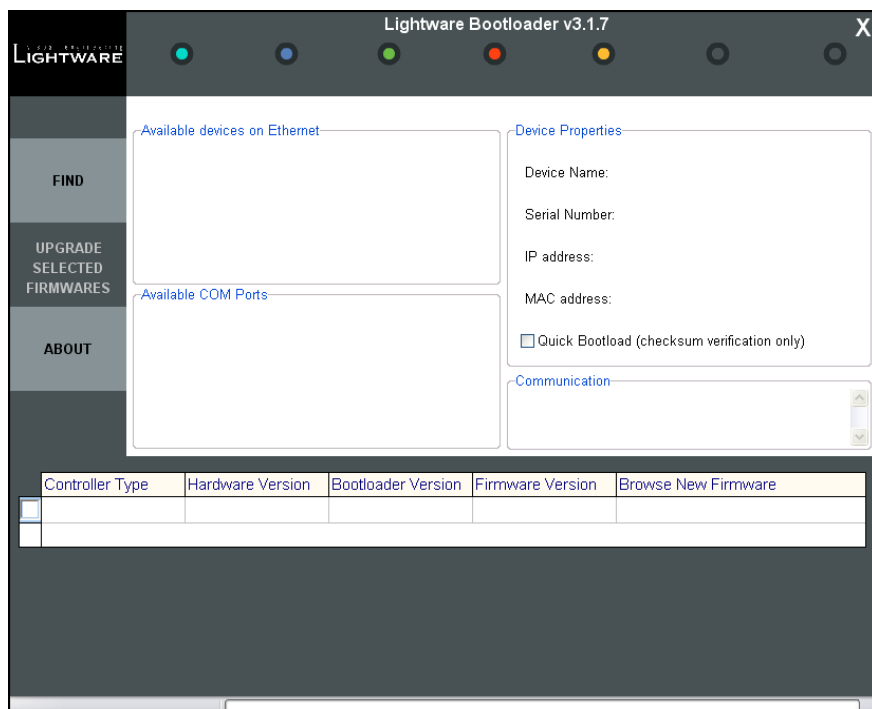 Lightware Bootloader v3.1.7
X
LIGHTWARE
Available devices on Ethernet
Device Properties
FIND
Device Name:
Serial Number:
UPGRADE
SELECTED
FIRMWARES
IP address:
Available COM Ports
MAC address:
ABOUT
Quick Bootload (checksum verification only)
Communication
Controller Type Hardware Version Bootloader Version Firmware Version Browse New Firmware